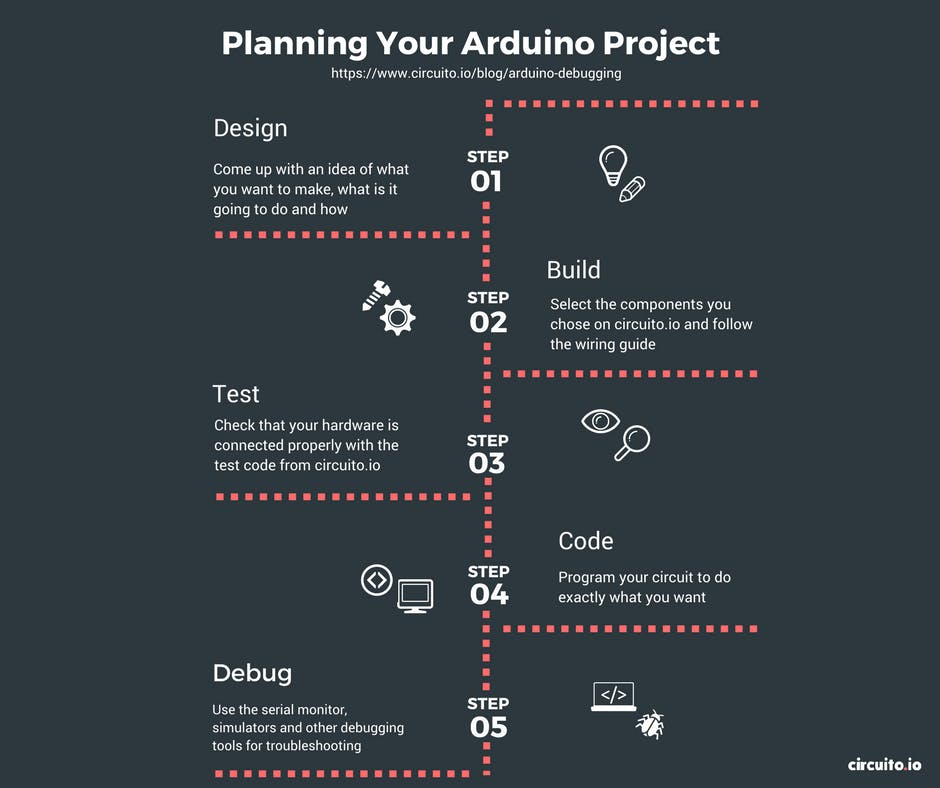 Planning Your Arduino Project
https://www.circuito.io/blog/arduino-debugging
Design
Come up with an idea of what
you want to make, what is it
going to do and how
STEP
01
Build
Select the components you
chose on circuito.io and follow
the wiring guide
STEP
02
Test
Check that your hardware is
connected properly with the
test code from circuito.io
STEP
03
Code
Program your circuit to do
exactly what you want
STEP
04
Debug
Use the serial monitor,
simulators and other debugging
tools for troubleshooting
STEP
05
</>
circuito.io